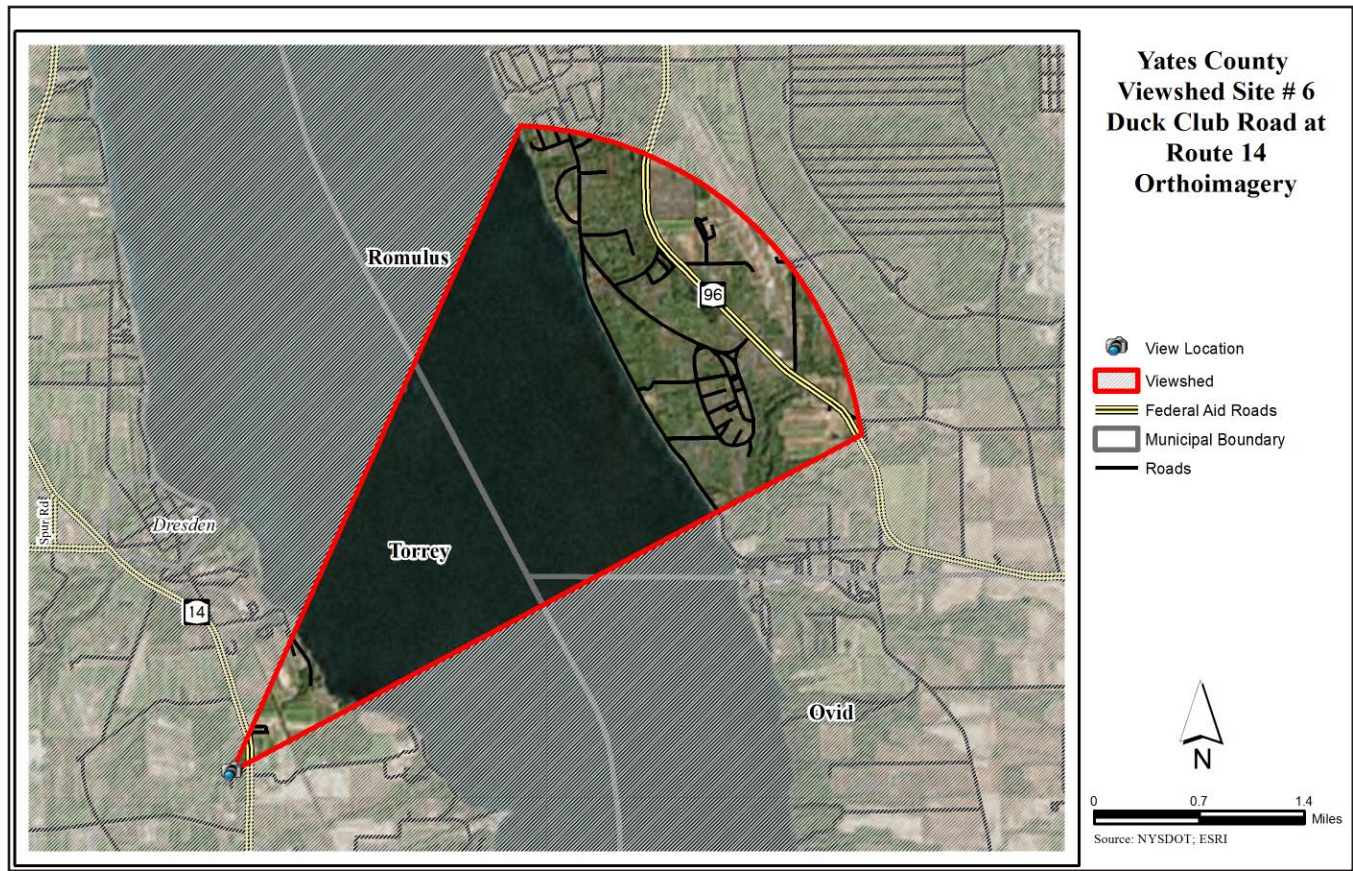 Yates County
Viewshed Site # 6
Duck Club Road at
Route 14
Orthoimagery
Romulus
96
Spur Rd
Dresden
Torrey
14
Ovid
View Location
Viewshed
Federal Aid Roads
Municipal Boundary
Roads
N
0 0.7 1.4
Miles
Source: NYSDOT; ESRI